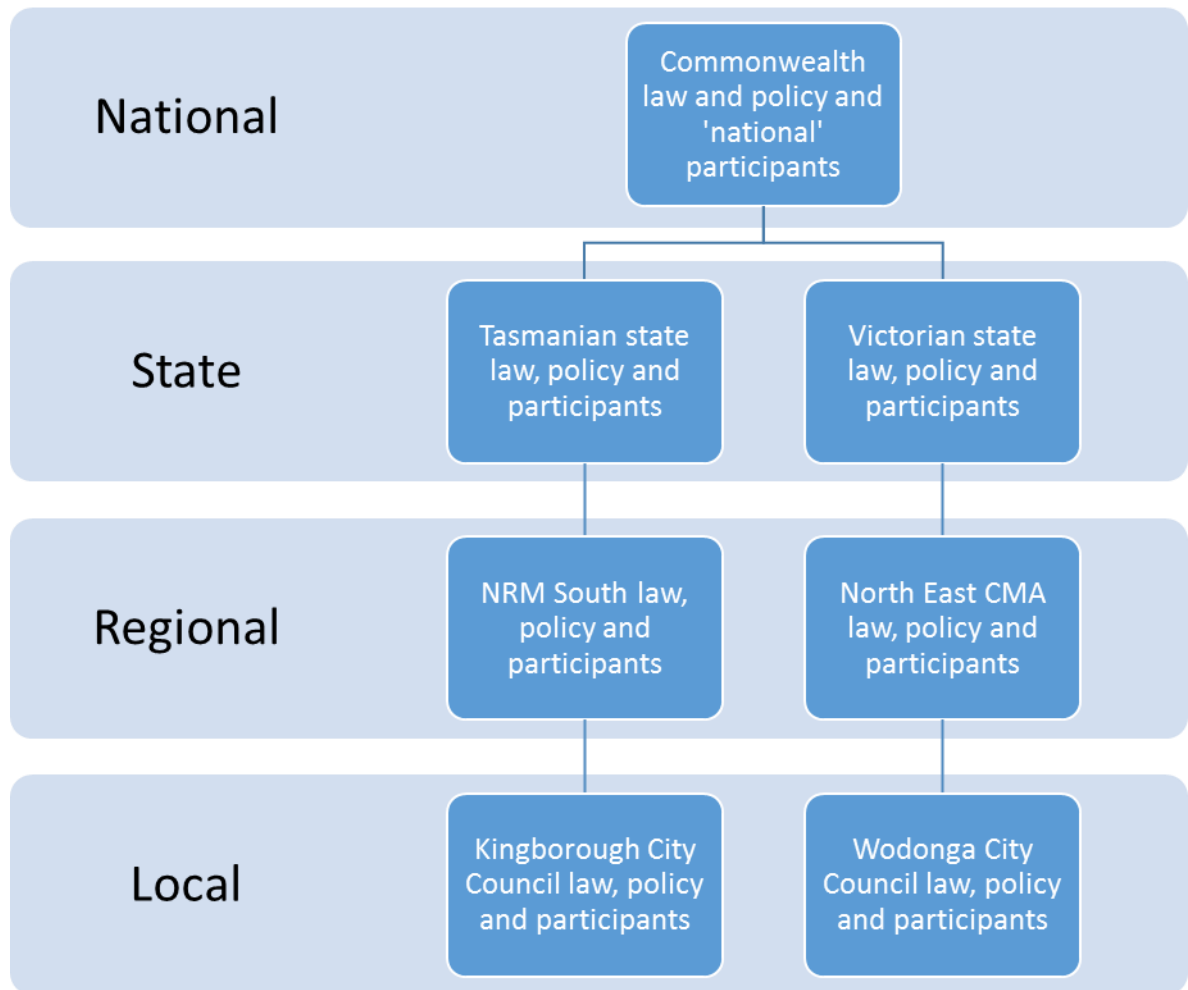 National
Commonwealth
law and policy and
'national'
participants
State
Tasmanian state
law, policy and
participants
Victorian state
law, policy and
participants
Regional
NRM South law,
policy and
participants
North East CMA
law, policy and
participants
Local
Kingborough City
Council law, policy
and participants
Wodonga City
Council law, policy
and participants